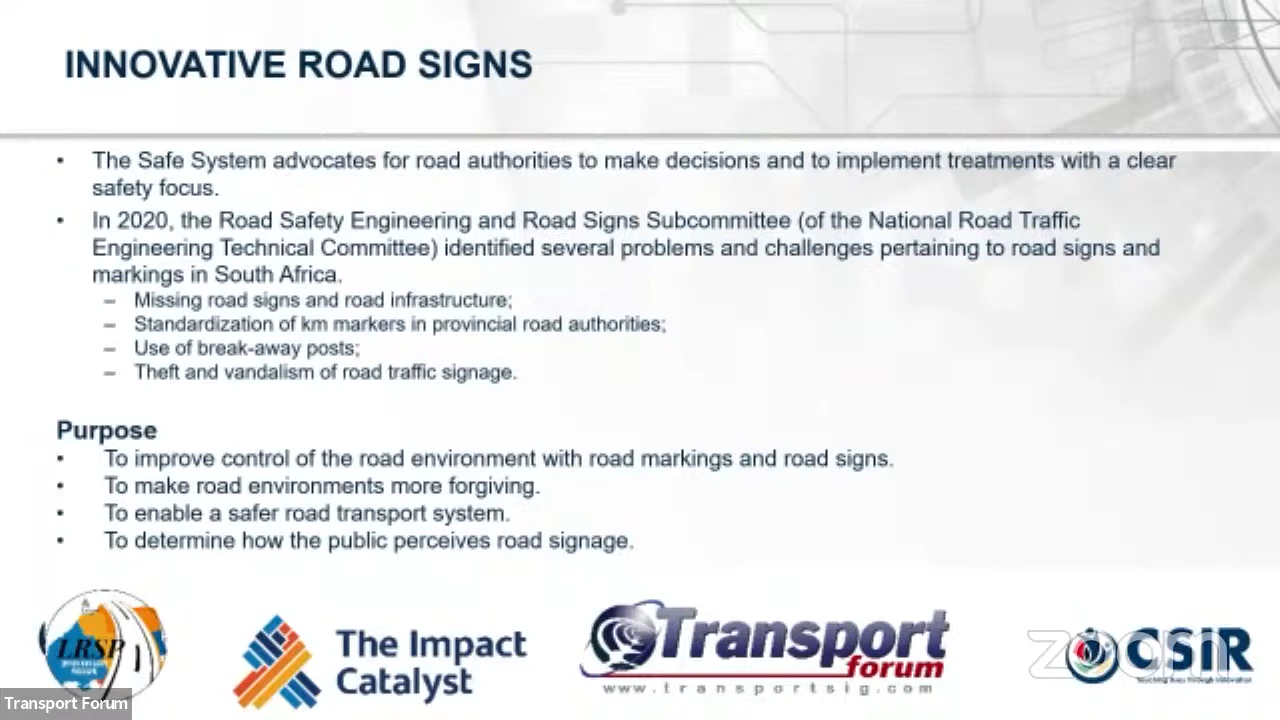 INNOVATIVE ROAD SIGNS
• The Safe System advocates for road authorities to make decisions and to implement treatments with a clear
safety focus.
• In 2020, the Road Safety Engineering and Road Signs Subcommittee (of the National Road Traffic
Engineering Technical Committee) identified several problems and challenges pertaining to road signs and
markings in South Africa.
– Missing road signs and road infrastructure;
– Standardization of km markers in provincial road authorities;
– Use of break-away posts;
– Theft and vandalism of road traffic signage.
Purpose
• To improve control of the road environment with road markings and road signs.
• To make road environments more forgiving.
• To enable a safer road transport system.
• To determine how the public perceives road signage.
LRSP
The Impact
Catalyst
Transport
forum
www.transportsig.com
zoom
CSIR
Touching lives through innovation
Transport Forum